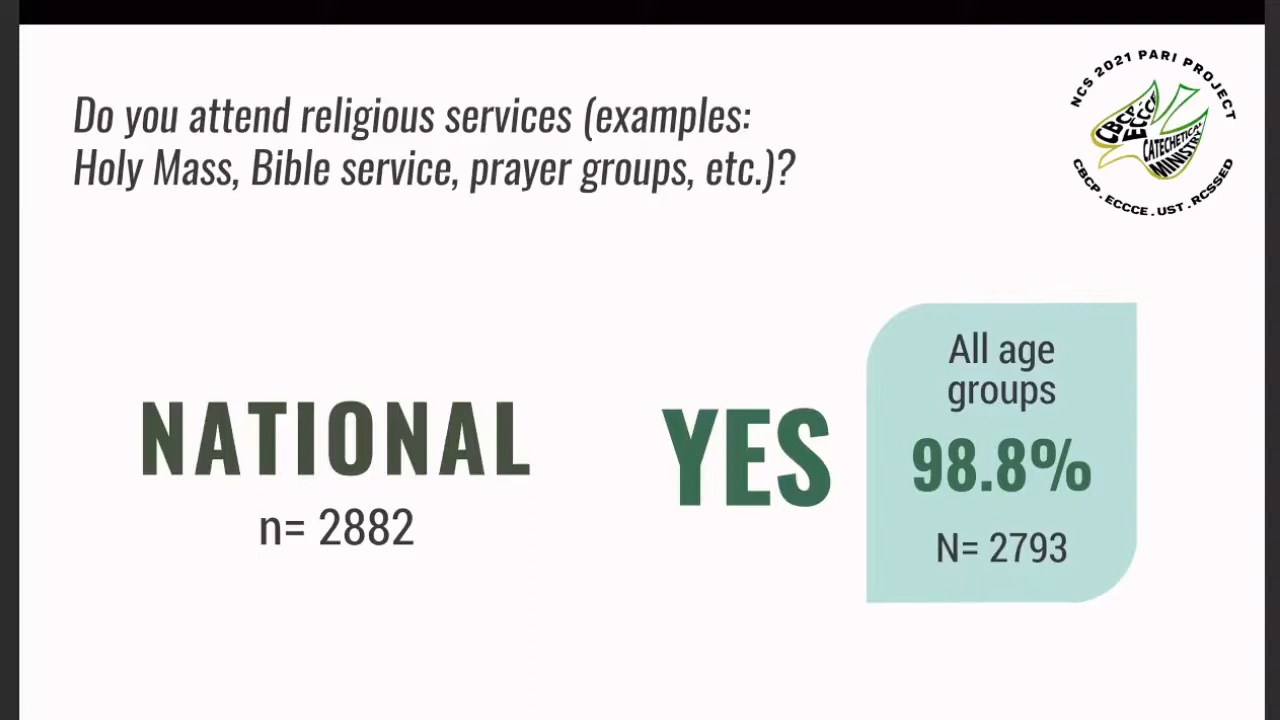 Do you attend religious services (examples:
Holy Mass, Bible service, prayer groups, etc.)?
NCS 2021 PARI PROJECT
CBCP
ECCCE
CATECHETICAL
MINISTRY
CBCP . ECCCE . UST . RCSSED
NATIONAL
n= 2882
YES
All age
groups
98.8%
N= 2793